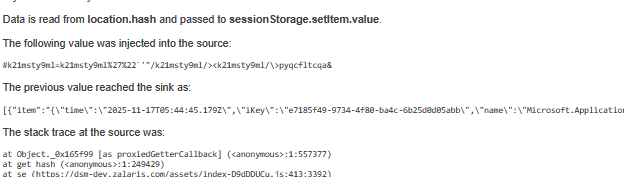 Data is read from location.hash and passed to sessionStorage.setItem.value.
The following value was injected into the source:
#k21msty9ml=k21msty9ml%27%22`'"/k21msty9ml/><k21msty9ml/\>pyqcfltcqa&
The previous value reached the sink as:
[{"item":"{\"time\":\"2025-11-17T05:44:45.179Z\",\"iKey\":\"e7185f49-9734-4f80-ba4c-6b25d0d05abb\",\"name\":\"Microsoft.Application
The stack trace at the source was:
at Object._0x165f99 [as proxiedGetterCallback] (<anonymous>:1:557377)
at get hash (<anonymous>:1:249429)
at se (https://dsm-dev.zalaris.com/assets/index-D9dDDUCu.js:413:3392)